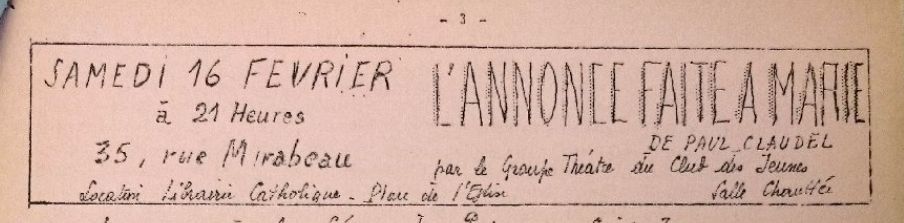 - 3 -
SAMEDI 16 FEVRIER
à 21 Heures
35, rue Mirabeau
L'ANNONCE FAITE A MARIE
DE PAUL CLAUDEL
par le Groupe Théâtre du Club des Jeunes
Location Librairie Catholique - Place de l'Eglise
Salle Chauffée